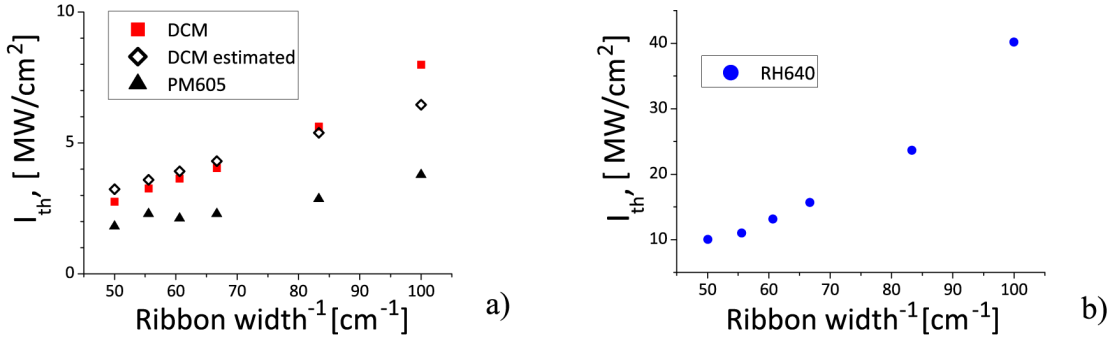 10
5
0
I_th, [ MW/cm^2]
DCM
DCM estimated
PM605
50 60 70 80 90 100
Ribbon width^-1 [cm^-1]
a)
40
30
20
10
I_th, [ MW/cm^2]
RH640
50 60 70 80 90 100
Ribbon width^-1 [cm^-1]
b)